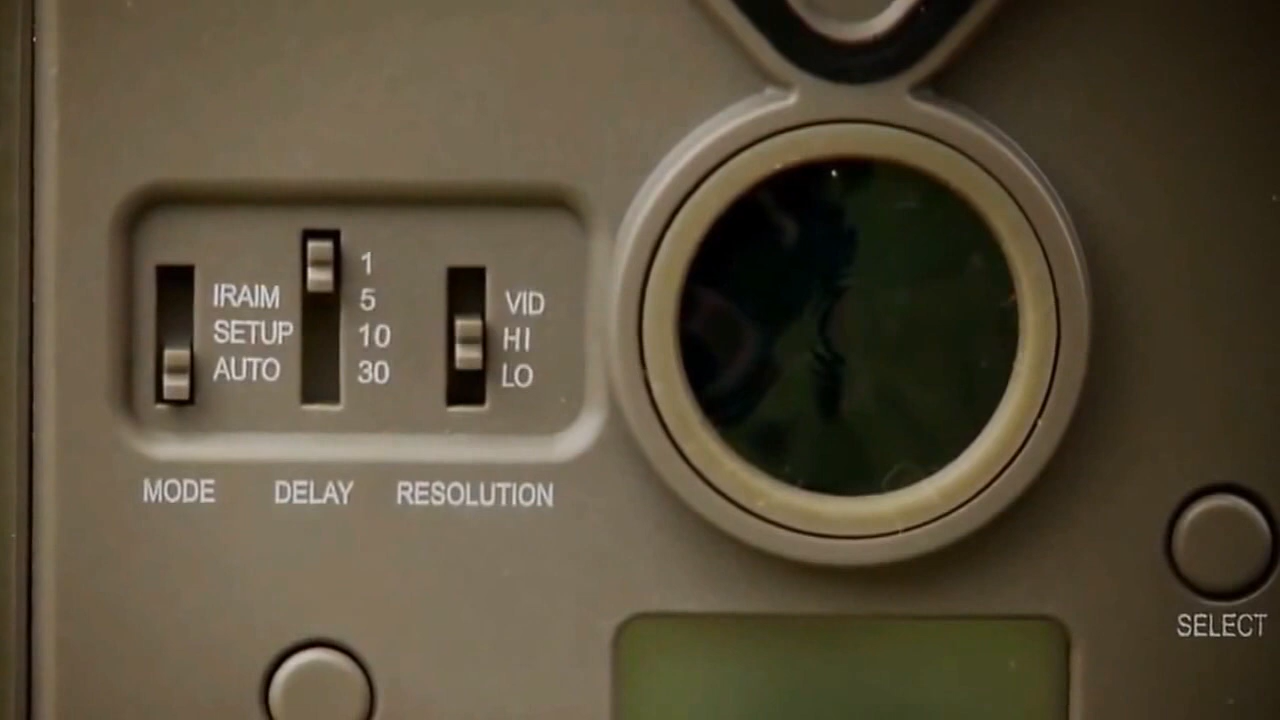 IRAIM
SETUP
AUTO
1
5
10
30
VID
HI
LO
MODE
DELAY
RESOLUTION
SELECT